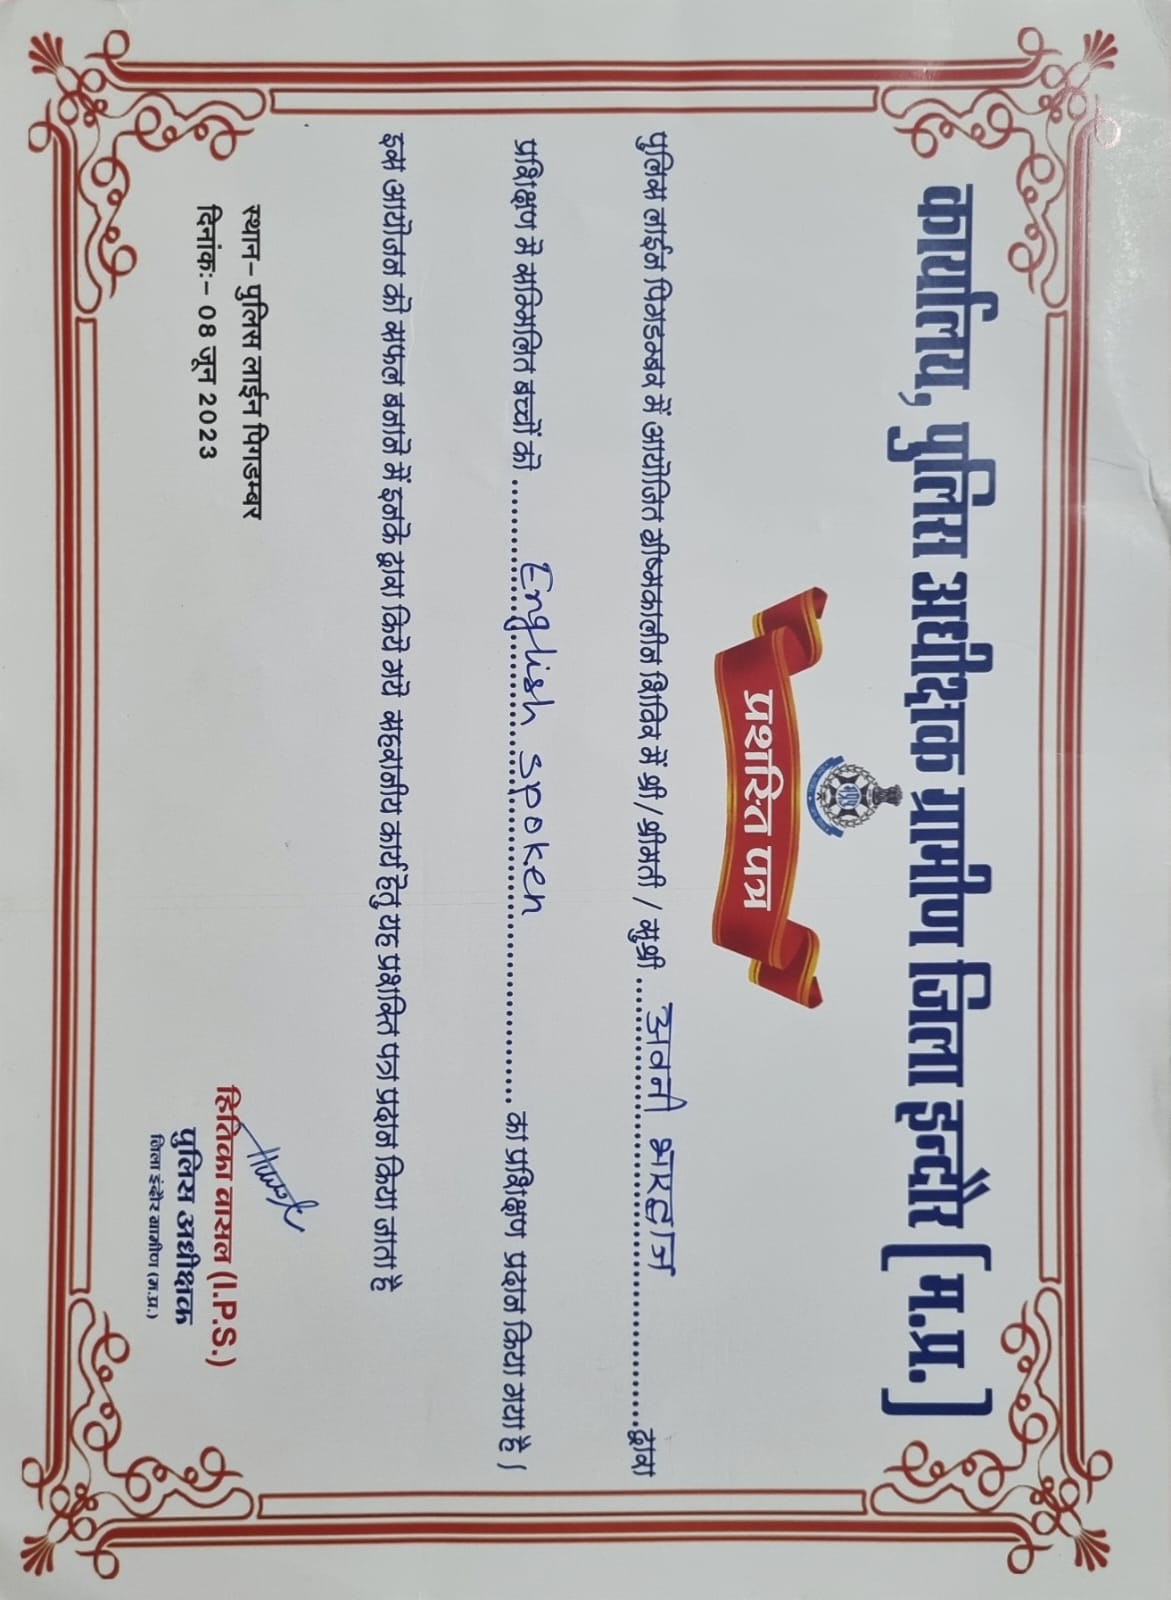 कार्यालय, पुलिस अधीक्षक ग्रामीण जिला इन्दौर [म.प्र.]
प्रशस्ति पत्र
पुलिस लाईन पिगडम्बर में आयोजित ग्रीष्मकालीन शिविर में श्री/श्रीमती / सुश्री ..... अवनी भारद्वाज ..... द्वारा
प्रशिक्षण में सम्मिलित बच्चों को ..... English spoken ..... का प्रशिक्षण प्रदान किया गया है।
इस आयोजन को सफल बनाने में इनके द्वारा किये गये सहरानीय कार्य हेतु यह प्रशस्ति पत्र प्रदान किया जाता है
स्थान- पुलिस लाईन पिगडम्बर
दिनांक:- 08 जून 2023
हितिका वासल (I.P.S.)
पुलिस अधीक्षक
जिला इंदौर ग्रामीण (म.प्र.)